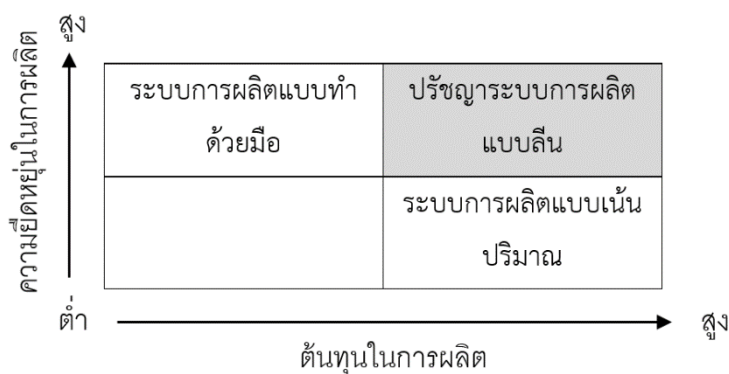 สูง
ความยืดหยุ่นในการผลิต
ระบบการผลิตแบบทำ
ด้วยมือ
ปรัชญาระบบการผลิต
แบบลีน
ระบบการผลิตแบบเน้น
ปริมาณ
ต่ำ
สูง
ต้นทุนในการผลิต